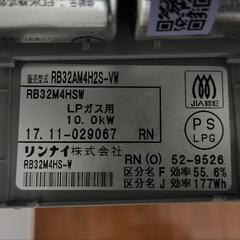 販売型式 RB32AM4H2S-VW
RB32M4HSW
LPガス用
10.0kW
17.11-029067 RN
リンナイ株式会社
RB32M4HS-W
JIA認証
PS
LPG
RN (O) 52-9526
区分名 F 効率 55.6%
区分名 J 効率 177Wh